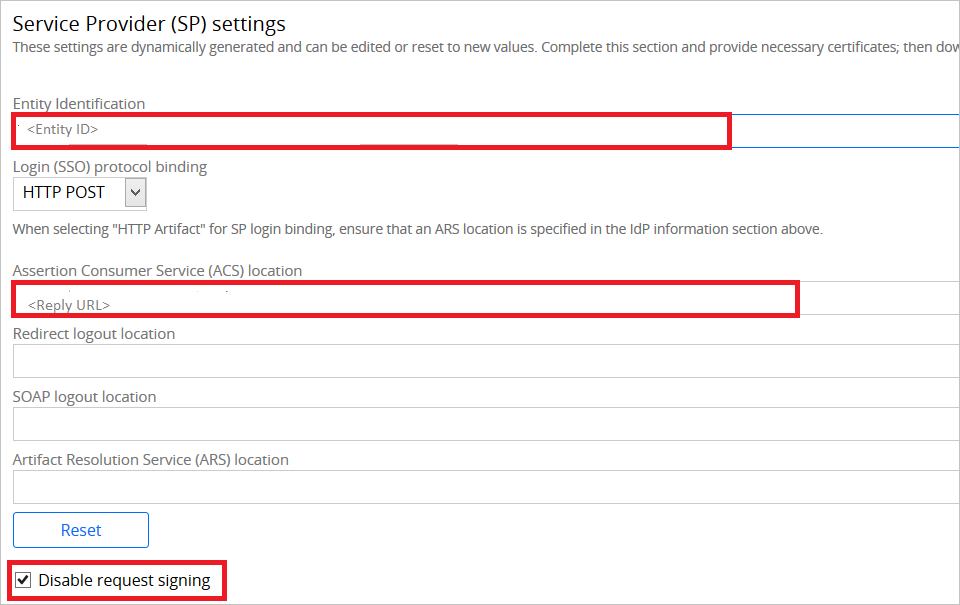 Service Provider (SP) settings
These settings are dynamically generated and can be edited or reset to new values. Complete this section and provide necessary certificates; then
Entity Identification
<Entity ID>
Login (SSO) protocol binding
HTTP POST
When selecting "HTTP Artifact" for SP login binding, ensure that an ARS location is specified in the IdP information section above.
Assertion Consumer Service (ACS) location
<Reply URL>
Redirect logout location
SOAP logout location
Artifact Resolution Service (ARS) location
Reset
Disable request signing